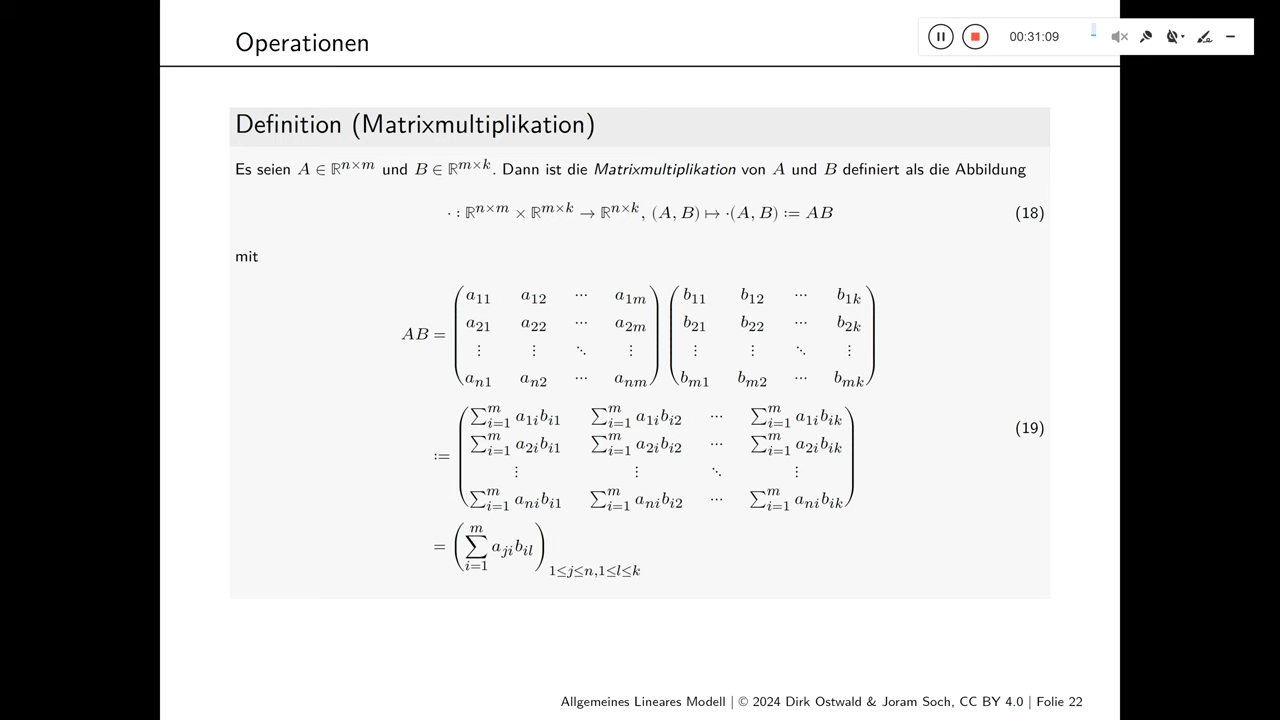 Operationen
00:31:09
Definition (Matrixmultiplikation)
Es seien A ∈ ℝⁿˣᵐ und B ∈ ℝᵐˣᵏ. Dann ist die Matrixmultiplikation von A und B definiert als die Abbildung
· : ℝⁿˣᵐ × ℝᵐˣᵏ → ℝⁿˣᵏ, (A, B) ↦ ·(A, B) := AB (18)
mit
AB = ( a_{11} a_{12} ⋯ a_{1m} ) ( b_{11} b_{12} ⋯ b_{1k} )
a_{21} a_{22} ⋯ a_{2m} b_{21} b_{22} ⋯ b_{2k}
⋮ ⋮ ⋱ ⋮ ⋮ ⋮ ⋱ ⋮
a_{n1} a_{n2} ⋯ a_{nm} b_{m1} b_{m2} ⋯ b_{mk}
:= ( ∑_{i=1}^{m} a_{1i}b_{i1} ∑_{i=1}^{m} a_{1i}b_{i2} ⋯ ∑_{i=1}^{m} a_{1i}b_{ik} ) (19)
∑_{i=1}^{m} a_{2i}b_{i1} ∑_{i=1}^{m} a_{2i}b_{i2} ⋯ ∑_{i=1}^{m} a_{2i}b_{ik}
⋮ ⋮ ⋱ ⋮
∑_{i=1}^{m} a_{ni}b_{i1} ∑_{i=1}^{m} a_{ni}b_{i2} ⋯ ∑_{i=1}^{m} a_{ni}b_{ik}
= ( ∑_{i=1}^{m} a_{ji}b_{il} )_{1≤j≤n,1≤l≤k}
Allgemeines Lineares Modell | © 2024 Dirk Ostwald & Joram Soch, CC BY 4.0 | Folie 22